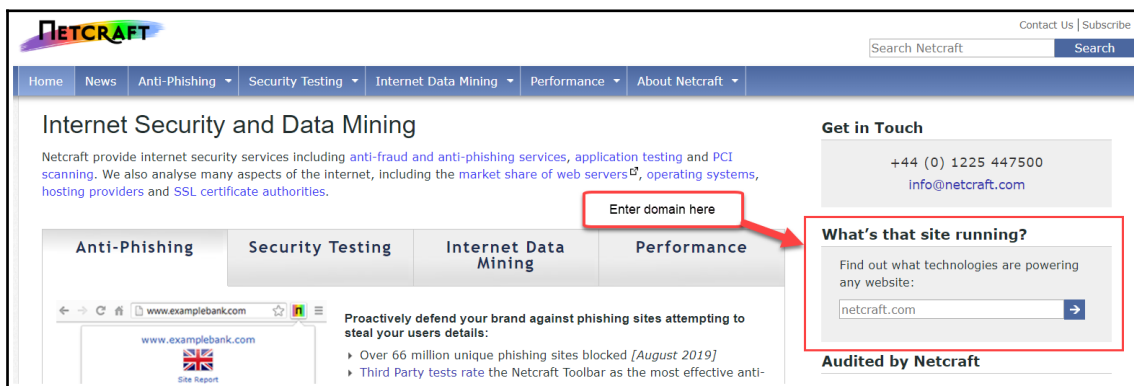 NETCRAFT
Contact Us | Subscribe
Search Netcraft
Search
Home News Anti-Phishing Security Testing Internet Data Mining Performance About Netcraft
Internet Security and Data Mining
Netcraft provide internet security services including anti-fraud and anti-phishing services, application testing and PCI
scanning. We also analyse many aspects of the internet, including the market share of web servers, operating systems,
hosting providers and SSL certificate authorities.
Enter domain here
Get in Touch
+44 (0) 1225 447500
info@netcraft.com
What's that site running?
Find out what technologies are powering
any website:
netcraft.com
Audited by Netcraft
Anti-Phishing
Security Testing
Internet Data
Mining
Performance
www.examplebank.com
www.examplebank.com
Site Report
Proactively defend your brand against phishing sites attempting to
steal your users details:
Over 66 million unique phishing sites blocked [August 2019]
Third Party tests rate the Netcraft Toolbar as the most effective anti-